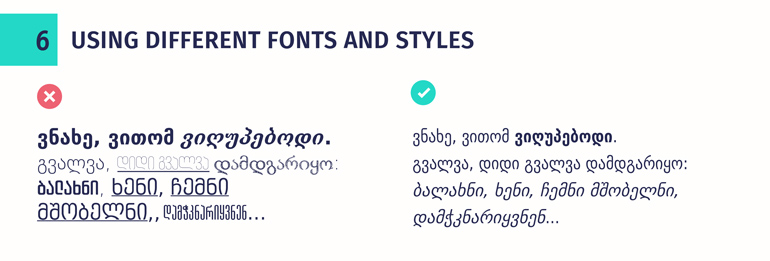 6 USING DIFFERENT FONTS AND STYLES
ვნახე, ვითომ ვიღუპებოდი.
გვალვა, დიდი გვალვა დამდგარიყო:
ბალახნი, ხენი, ჩემნი
მშობელნი,, დამჭკნარიყვნენ...
ვნახე, ვითომ ვიღუპებოდი.
გვალვა, დიდი გვალვა დამდგარიყო:
ბალახნი, ხენი, ჩემნი მშობელნი,
დამჭკნარიყვნენ...